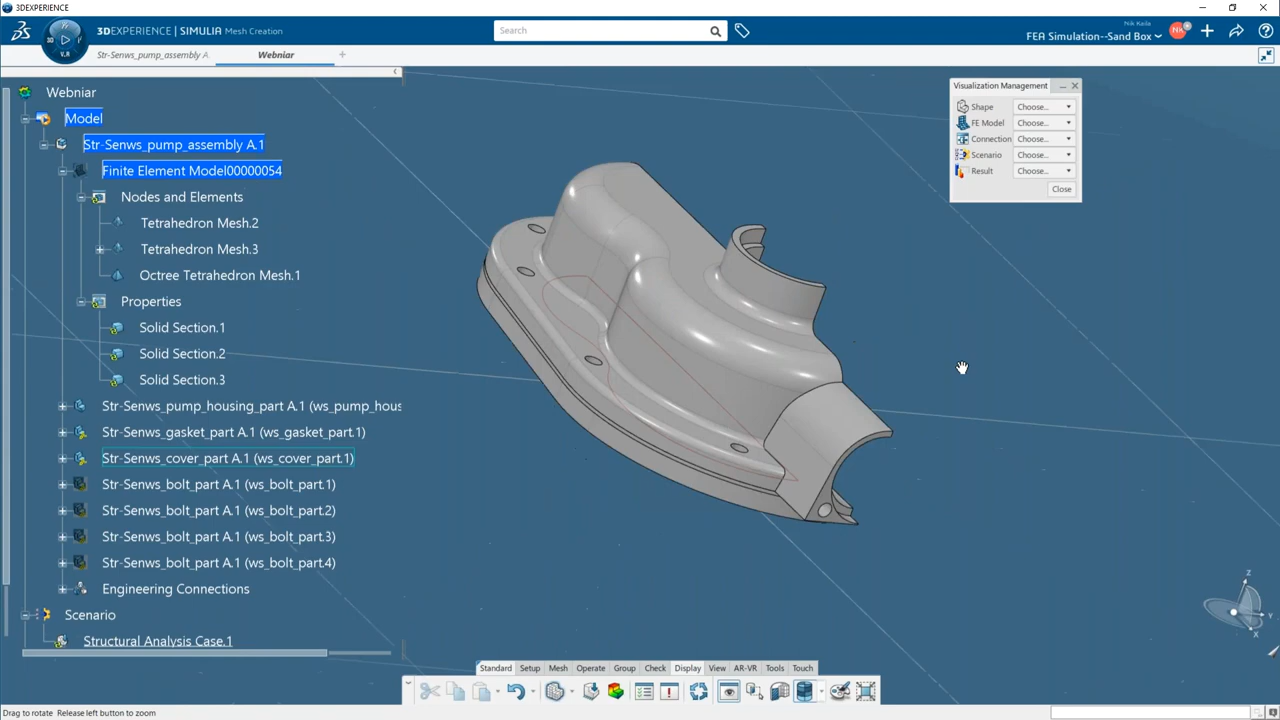 3DEXPERIENCE
3DEXPERIENCE | SIMULIA Mesh Creation
Search
Nik Kaila
FEA Simulation--Sand Box
NK
3D
V.R
Str-Senws_pump_assembly A.
Webniar
Webniar
Model
Str-Senws_pump_assembly A.1
Finite Element Model00000054
Nodes and Elements
Tetrahedron Mesh.2
Tetrahedron Mesh.3
Octree Tetrahedron Mesh.1
Properties
Solid Section.1
Solid Section.2
Solid Section.3
Str-Senws_pump_housing_part A.1 (ws_pump_hous
Str-Senws_gasket_part A.1 (ws_gasket_part.1)
Str-Senws_cover_part A.1 (ws_cover_part.1)
Str-Senws_bolt_part A.1 (ws_bolt_part.1)
Str-Senws_bolt_part A.1 (ws_bolt_part.2)
Str-Senws_bolt_part A.1 (ws_bolt_part.3)
Str-Senws_bolt_part A.1 (ws_bolt_part.4)
Engineering Connections
Scenario
Structural Analysis Case.1
Visualization Management
Shape Choose...
FE Model Choose...
Connection Choose...
Scenario Choose...
Result Choose...
Close
Z
Y
X
Standard Setup Mesh Operate Group Check Display View AR-VR Tools Touch
Drag to rotate Release left button to zoom